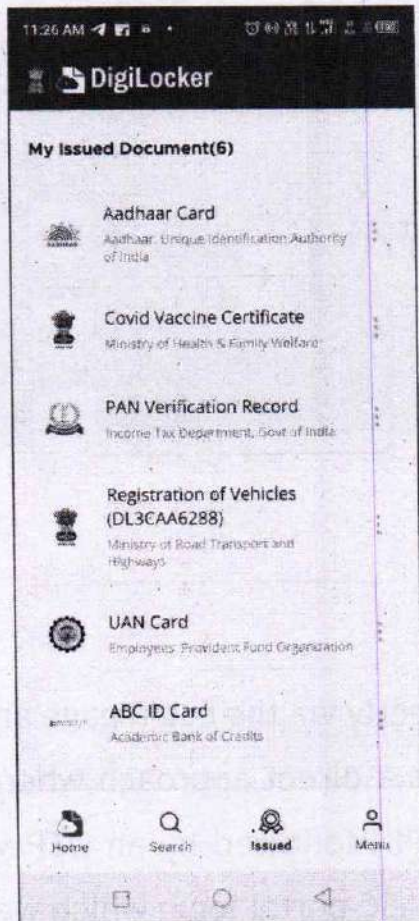 11:26 AM
DigiLocker
My Issued Document(6)
Aadhaar Card
Aadhaar, Unique Identification Authority
of India
Covid Vaccine Certificate
Ministry of Health & Family Welfare
PAN Verification Record
Income Tax Department, Govt of India
Registration of Vehicles
(DL3CAA6288)
Ministry of Road Transport and
Highways
UAN Card
Employees' Provident Fund Organization
ABC ID Card
Academic Bank of Credits
Home Search Issued Menu